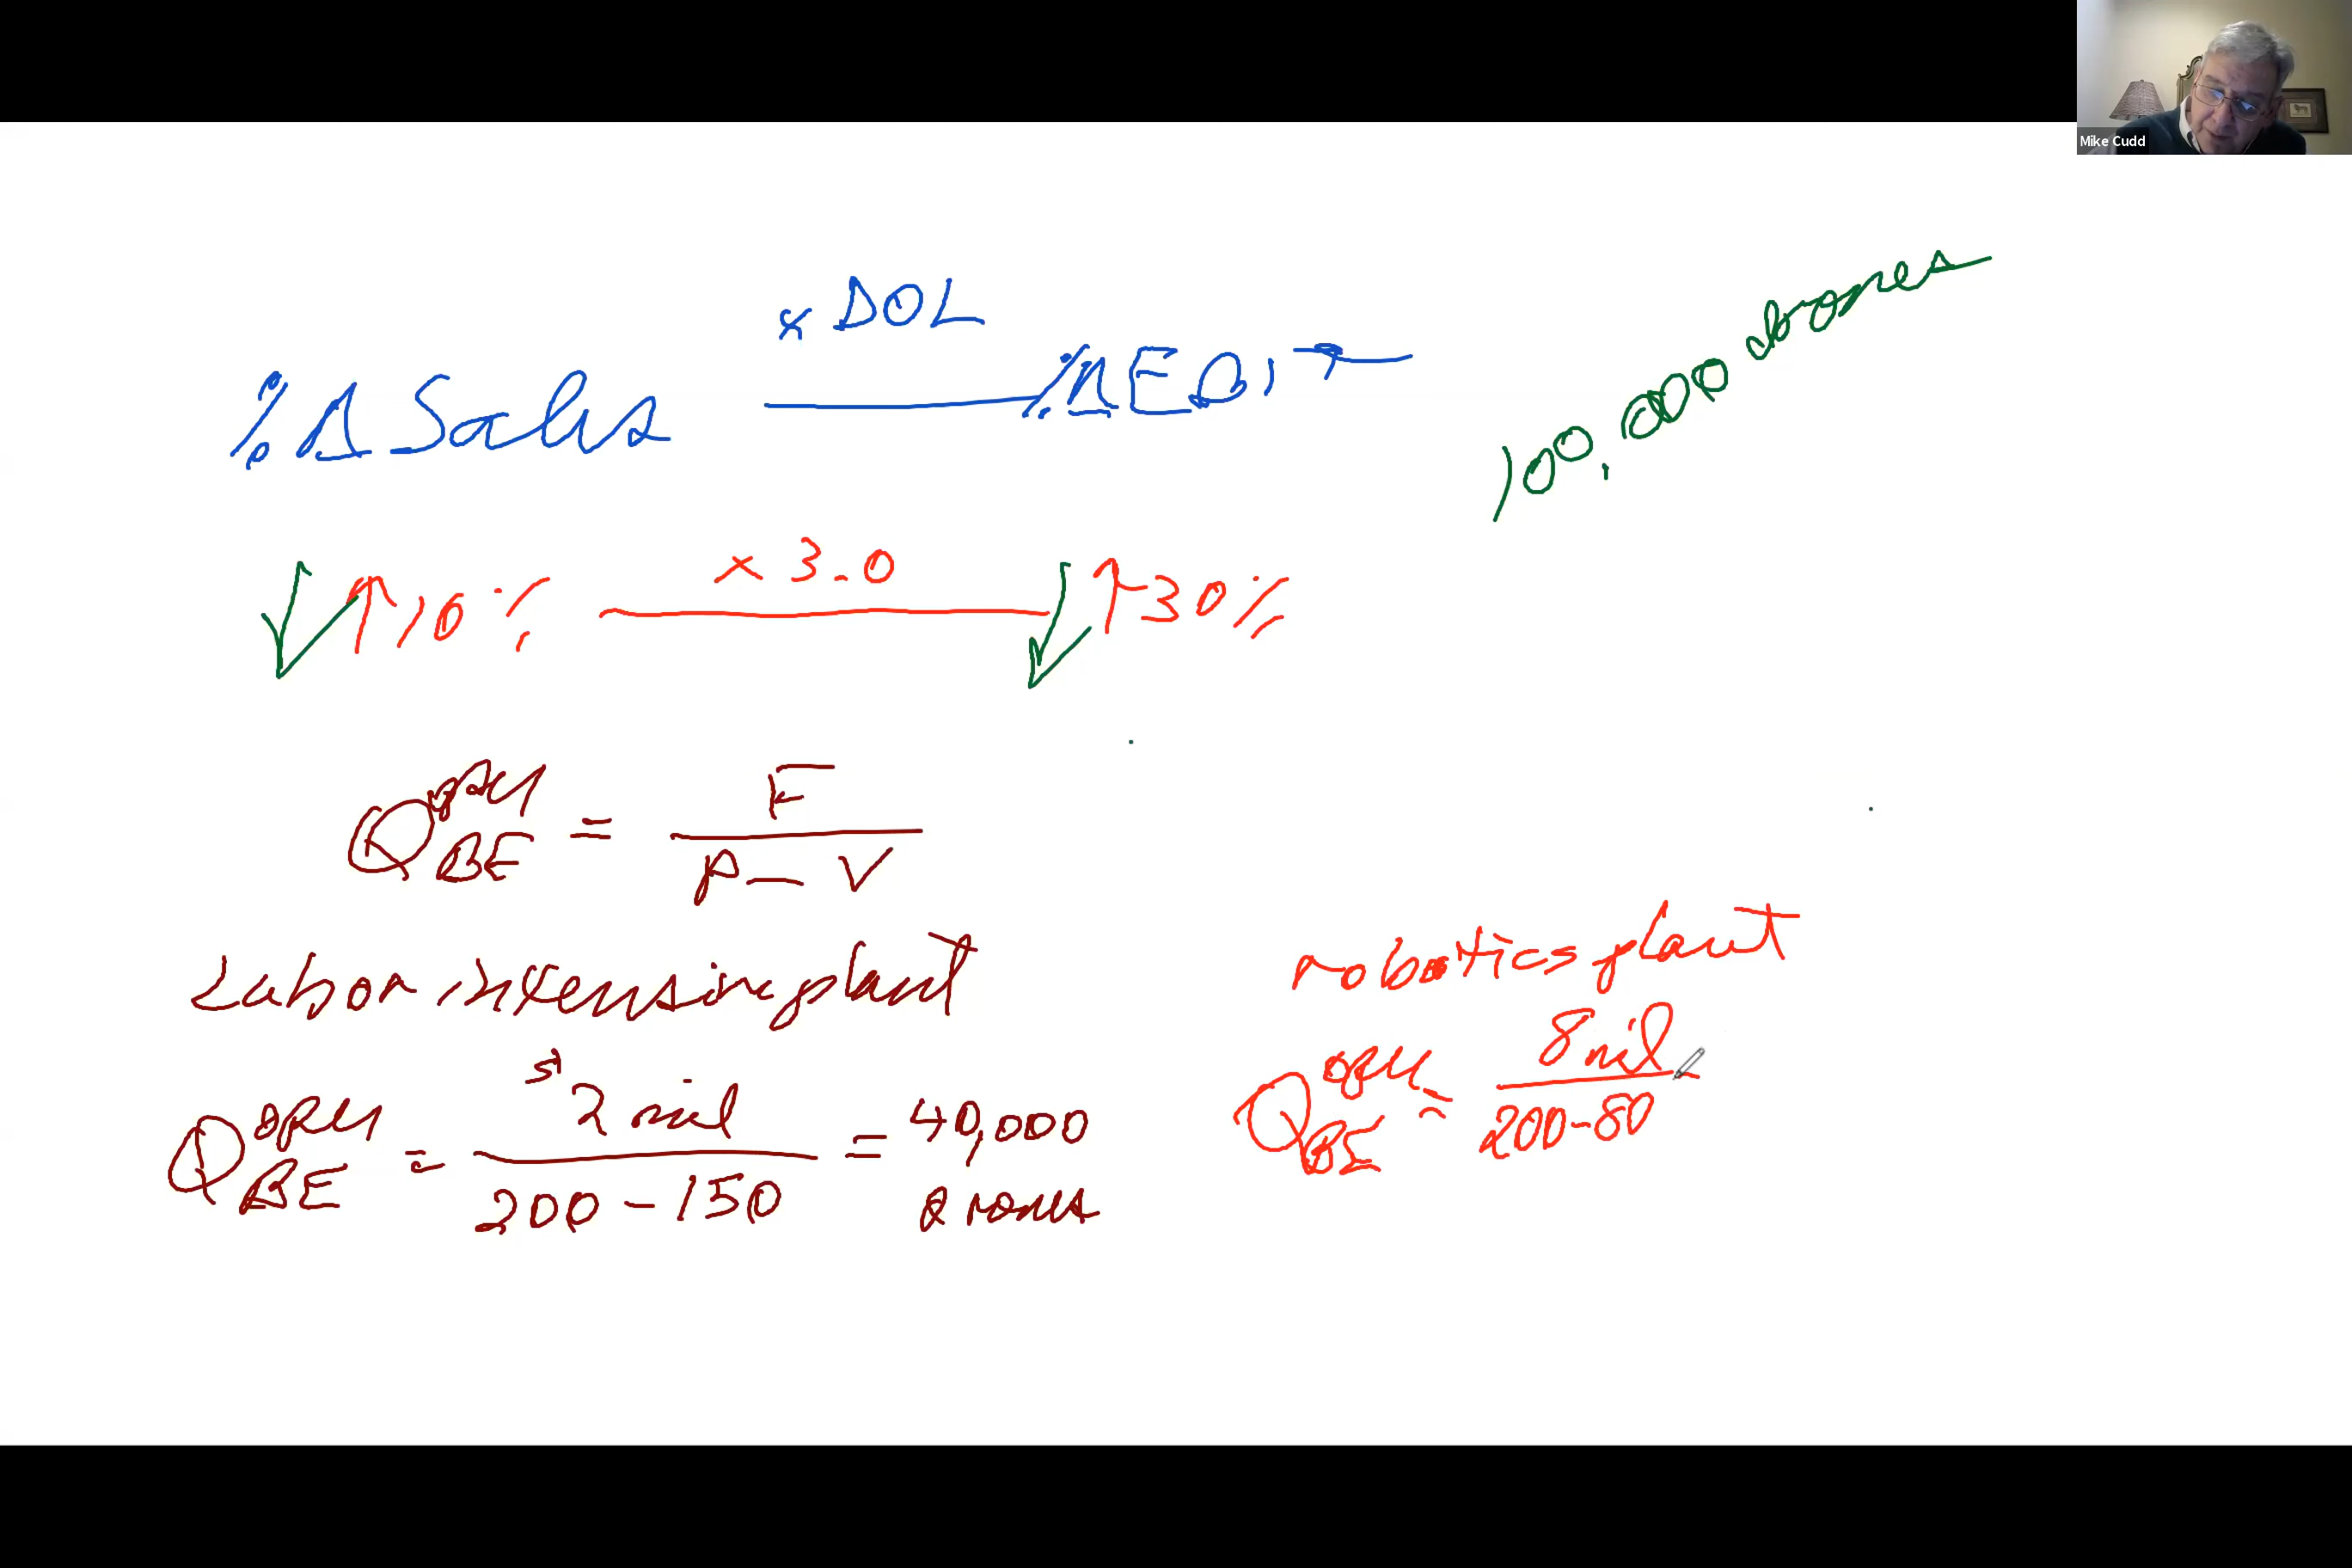 Mike Cudd
x DOL
%Δ Sales %Δ EBIT
100,000 drones
↑ 10% x 3.0 ↑ 30%
Q BE = F
P - V
Labor intensive plant
robotics plant
Q BE = $ 2 mil = 40,000
200 - 150 Drones
Q BE = 8 mil
200-80